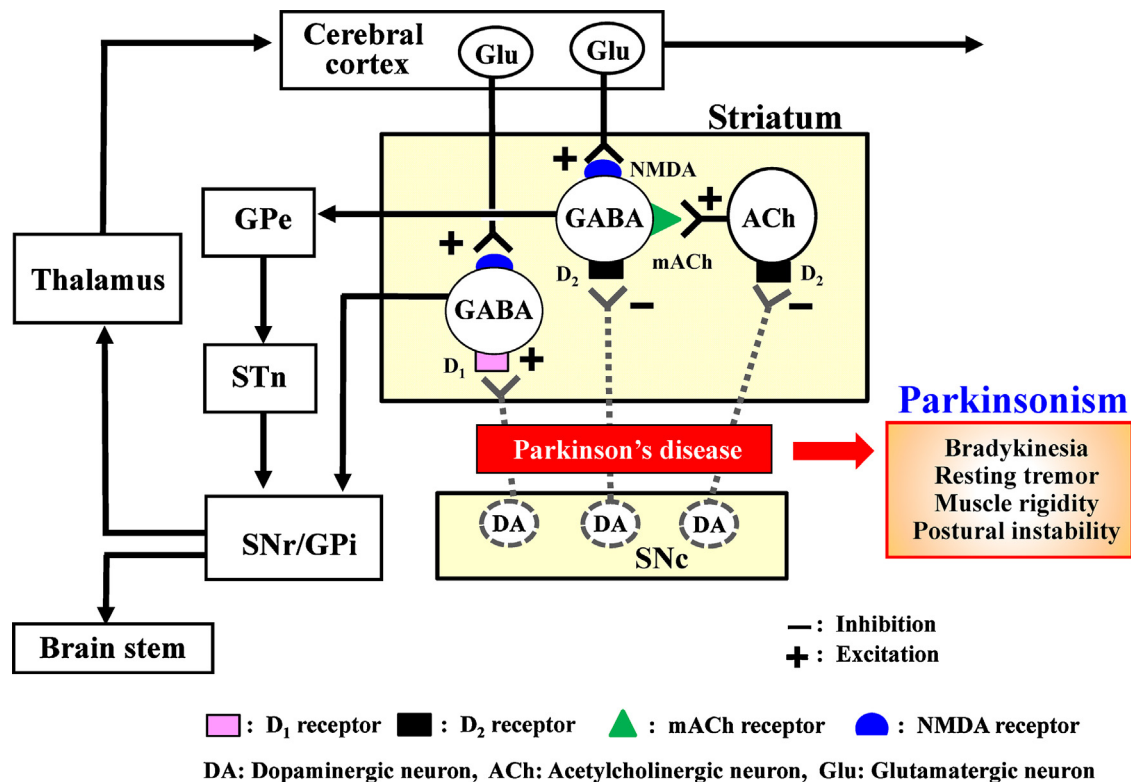 Cerebral
cortex
Glu
Glu
Striatum
+
NMDA
+
GPe
GABA
ACh
+
mACh
D₂
D₂
Thalamus
GABA
−
−
D₁
+
STn
Parkinsonism
Parkinson's disease
Bradykinesia
Resting tremor
Muscle rigidity
Postural instability
DA
DA
DA
SNr/GPi
SNc
Brain stem
− : Inhibition
+ : Excitation
: D₁ receptor
: D₂ receptor
: mACh receptor
: NMDA receptor
DA: Dopaminergic neuron, ACh: Acetylcholinergic neuron, Glu: Glutamatergic neuron